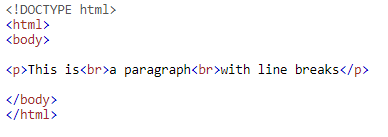 <!DOCTYPE html>
<html>
<body>
<p>This is<br>a paragraph<br>with line breaks</p>
</body>
</html>